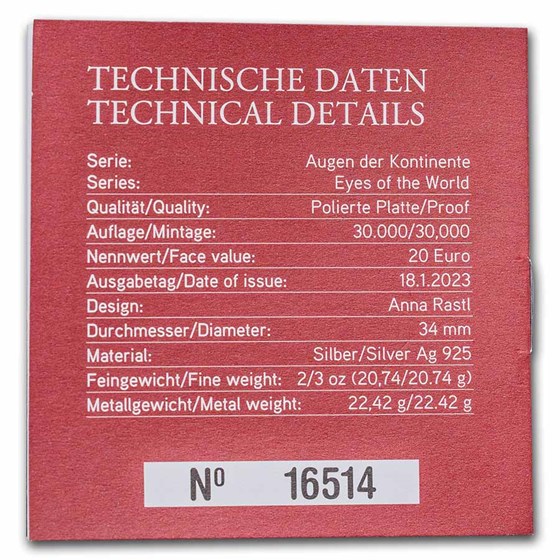 TECHNISCHE DATEN
TECHNICAL DETAILS
Serie: Augen der Kontinente
Series: Eyes of the World
Qualität/Quality: Polierte Platte/Proof
Auflage/Mintage: 30.000/30,000
Nennwert/Face value: 20 Euro
Ausgabetag/Date of issue: 18.1.2023
Design: Anna Rastl
Durchmesser/Diameter: 34 mm
Material: Silber/Silver Ag 925
Feingewicht/Fine weight: 2/3 oz (20,74/20.74 g)
Metallgewicht/Metal weight: 22,42 g/22.42 g
Nº 16514